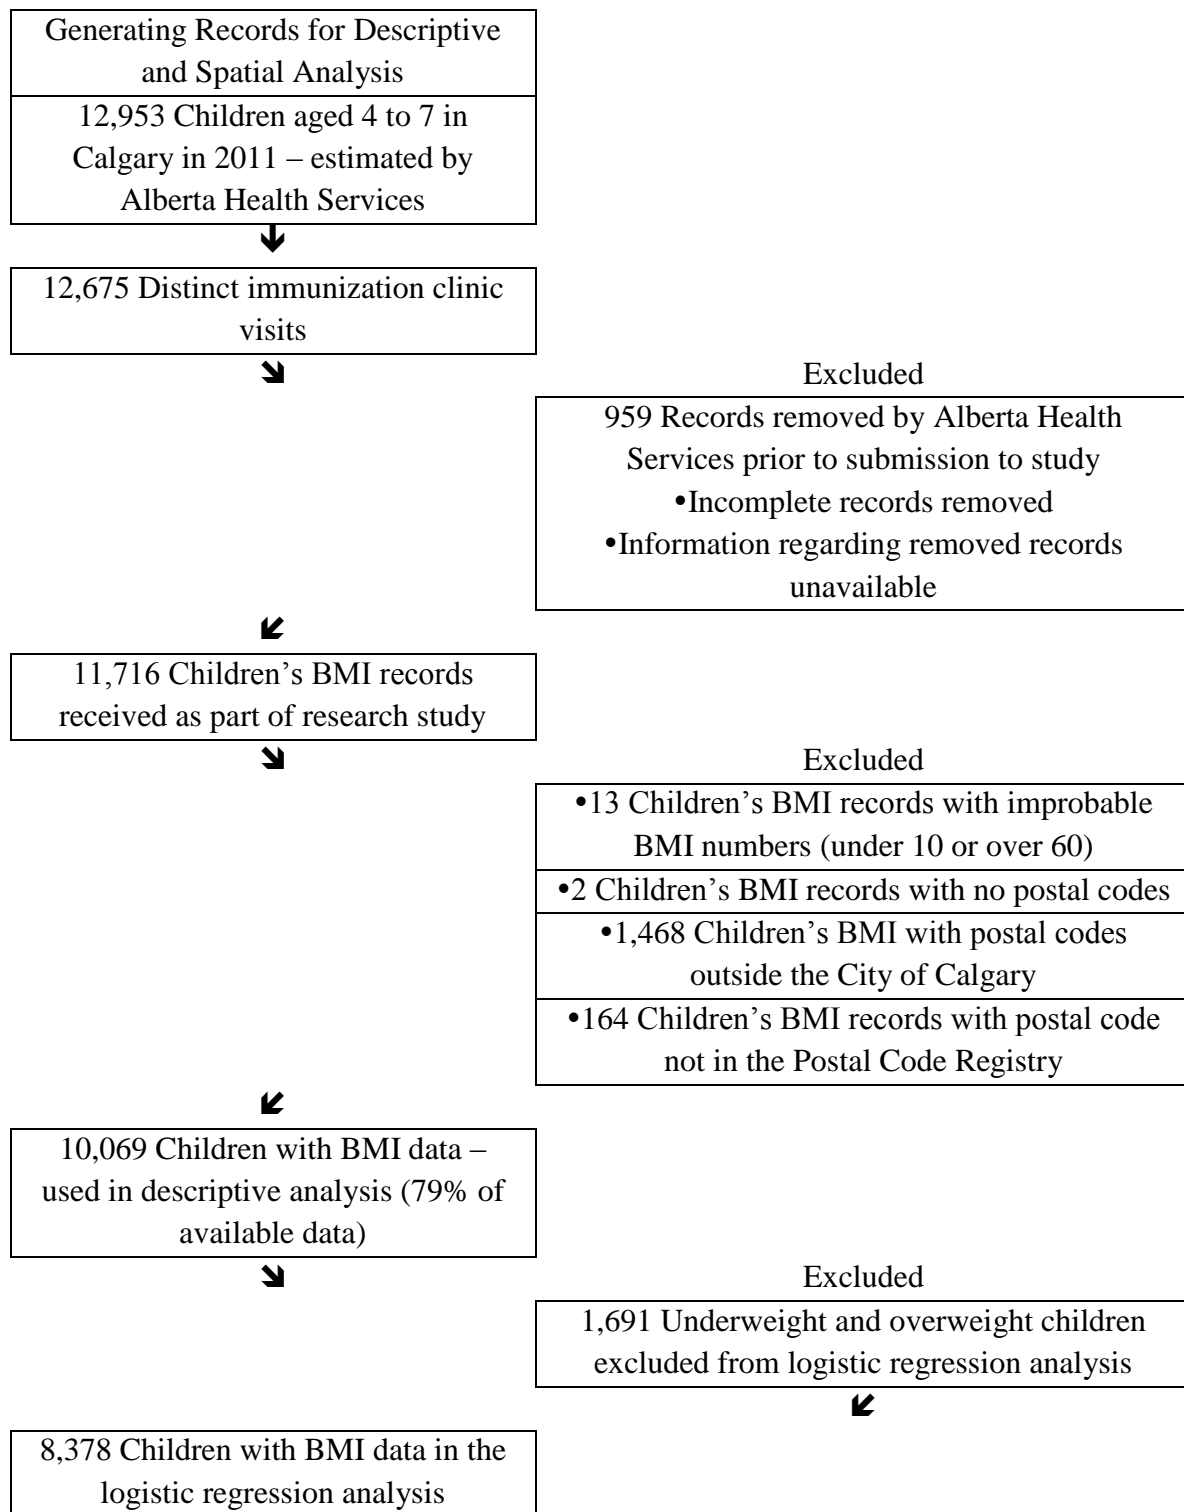 Generating Records for Descriptive
and Spatial Analysis
12,953 Children aged 4 to 7 in
Calgary in 2011 – estimated by
Alberta Health Services
12,675 Distinct immunization clinic
visits
Excluded
959 Records removed by Alberta Health
Services prior to submission to study
•Incomplete records removed
•Information regarding removed records
unavailable
11,716 Children’s BMI records
received as part of research study
Excluded
•13 Children’s BMI records with improbable
BMI numbers (under 10 or over 60)
•2 Children’s BMI records with no postal codes
•1,468 Children’s BMI with postal codes
outside the City of Calgary
•164 Children’s BMI records with postal code
not in the Postal Code Registry
10,069 Children with BMI data –
used in descriptive analysis (79% of
available data)
Excluded
1,691 Underweight and overweight children
excluded from logistic regression analysis
8,378 Children with BMI data in the
logistic regression analysis